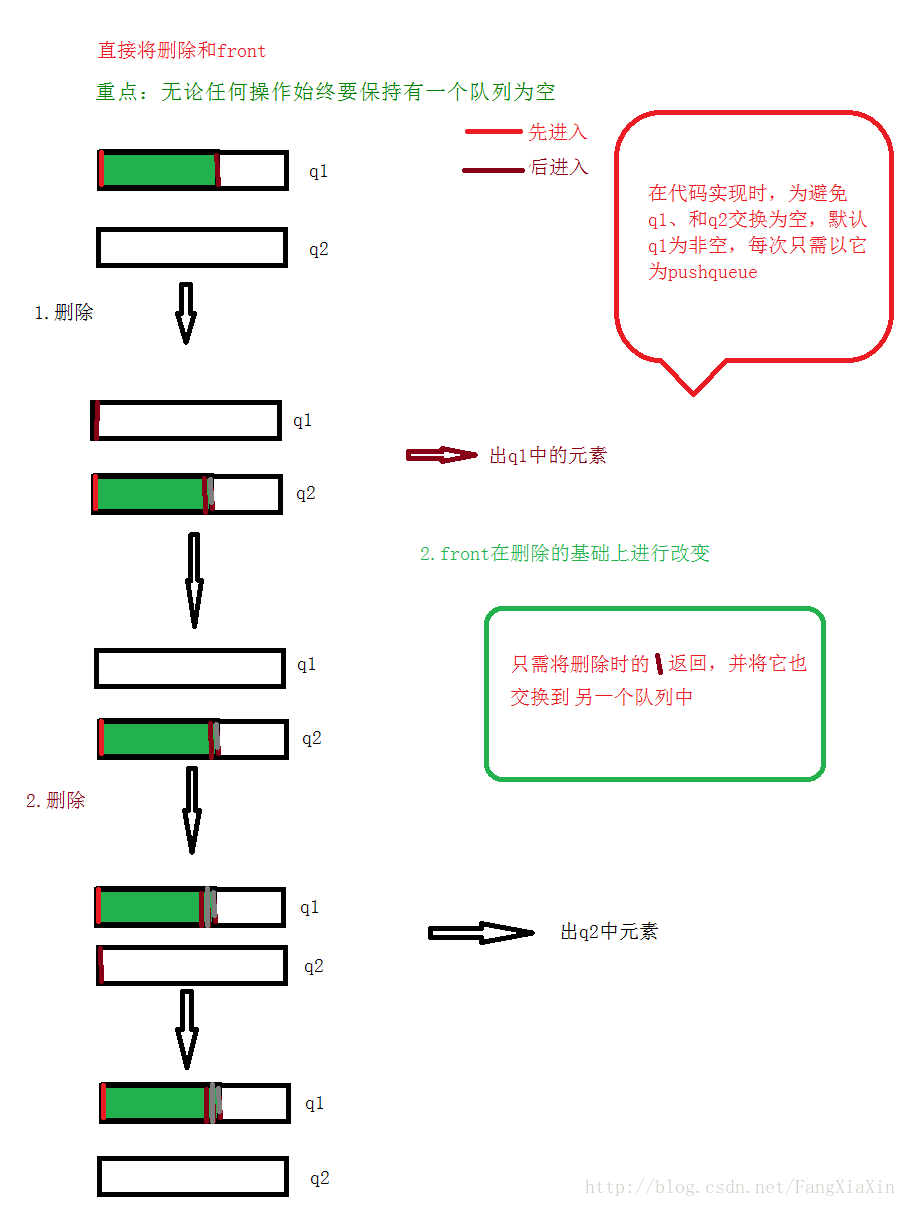 直接将删除和front
重点：无论任何操作始终要保持有一个队列为空
先进入
后进入
q1
q2
在代码实现时，为避免
q1、和q2交换为空，默认
q1为非空，每次只需以它
为pushqueue
1.删除
q1
出q1中的元素
q2
2.front在删除的基础上进行改变
q1
只需将删除时的 返回，并将它也
交换到 另一个队列中
q2
2.删除
q1
出q2中元素
q2
q1
q2
http://blog.csdn.net/FangXiaXin